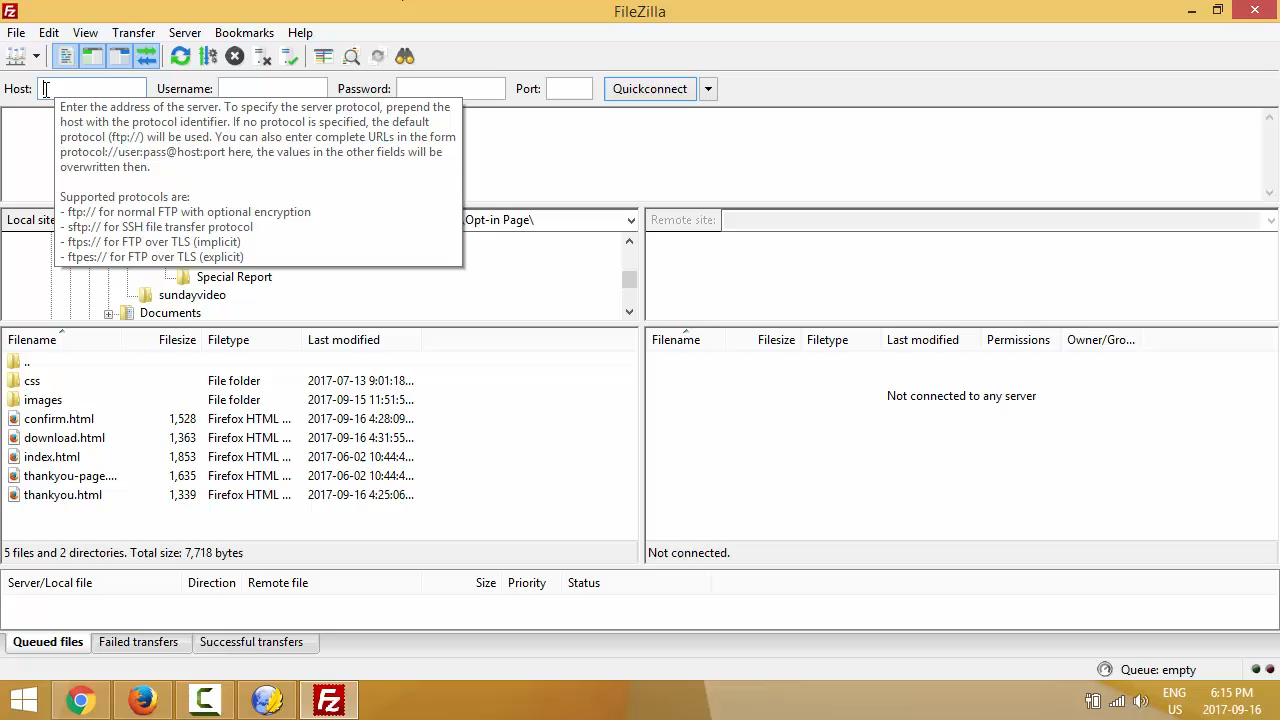 FileZilla
File Edit View Transfer Server Bookmarks Help
Host: Username: Password: Port: Quickconnect
Enter the address of the server. To specify the server protocol, prepend the
host with the protocol identifier. If no protocol is specified, the default
protocol (ftp://) will be used. You can also enter complete URLs in the form
protocol://user:pass@host:port here, the values in the other fields will be
overwritten then.
Supported protocols are:
- ftp:// for normal FTP with optional encryption
- sftp:// for SSH file transfer protocol
- ftps:// for FTP over TLS (implicit)
- ftpes:// for FTP over TLS (explicit)
Local site \Opt-in Page\
Special Report
sundayvideo
Documents
Remote site:
Filename Filesize Filetype Last modified
..
css File folder 2017-07-13 9:01:18...
images File folder 2017-09-15 11:51:5...
confirm.html 1,528 Firefox HTML ... 2017-09-16 4:28:09...
download.html 1,363 Firefox HTML ... 2017-09-16 4:31:55...
index.html 1,853 Firefox HTML ... 2017-06-02 10:44:4...
thankyou-page.... 1,635 Firefox HTML ... 2017-06-02 10:44:4...
thankyou.html 1,339 Firefox HTML ... 2017-09-16 4:25:06...
5 files and 2 directories. Total size: 7,718 bytes
Filename Filesize Filetype Last modified Permissions Owner/Gro...
Not connected to any server
Not connected.
Server/Local file Direction Remote file Size Priority Status
Queued files Failed transfers Successful transfers
Queue: empty
Fz
ENG
US
6:15 PM
2017-09-16